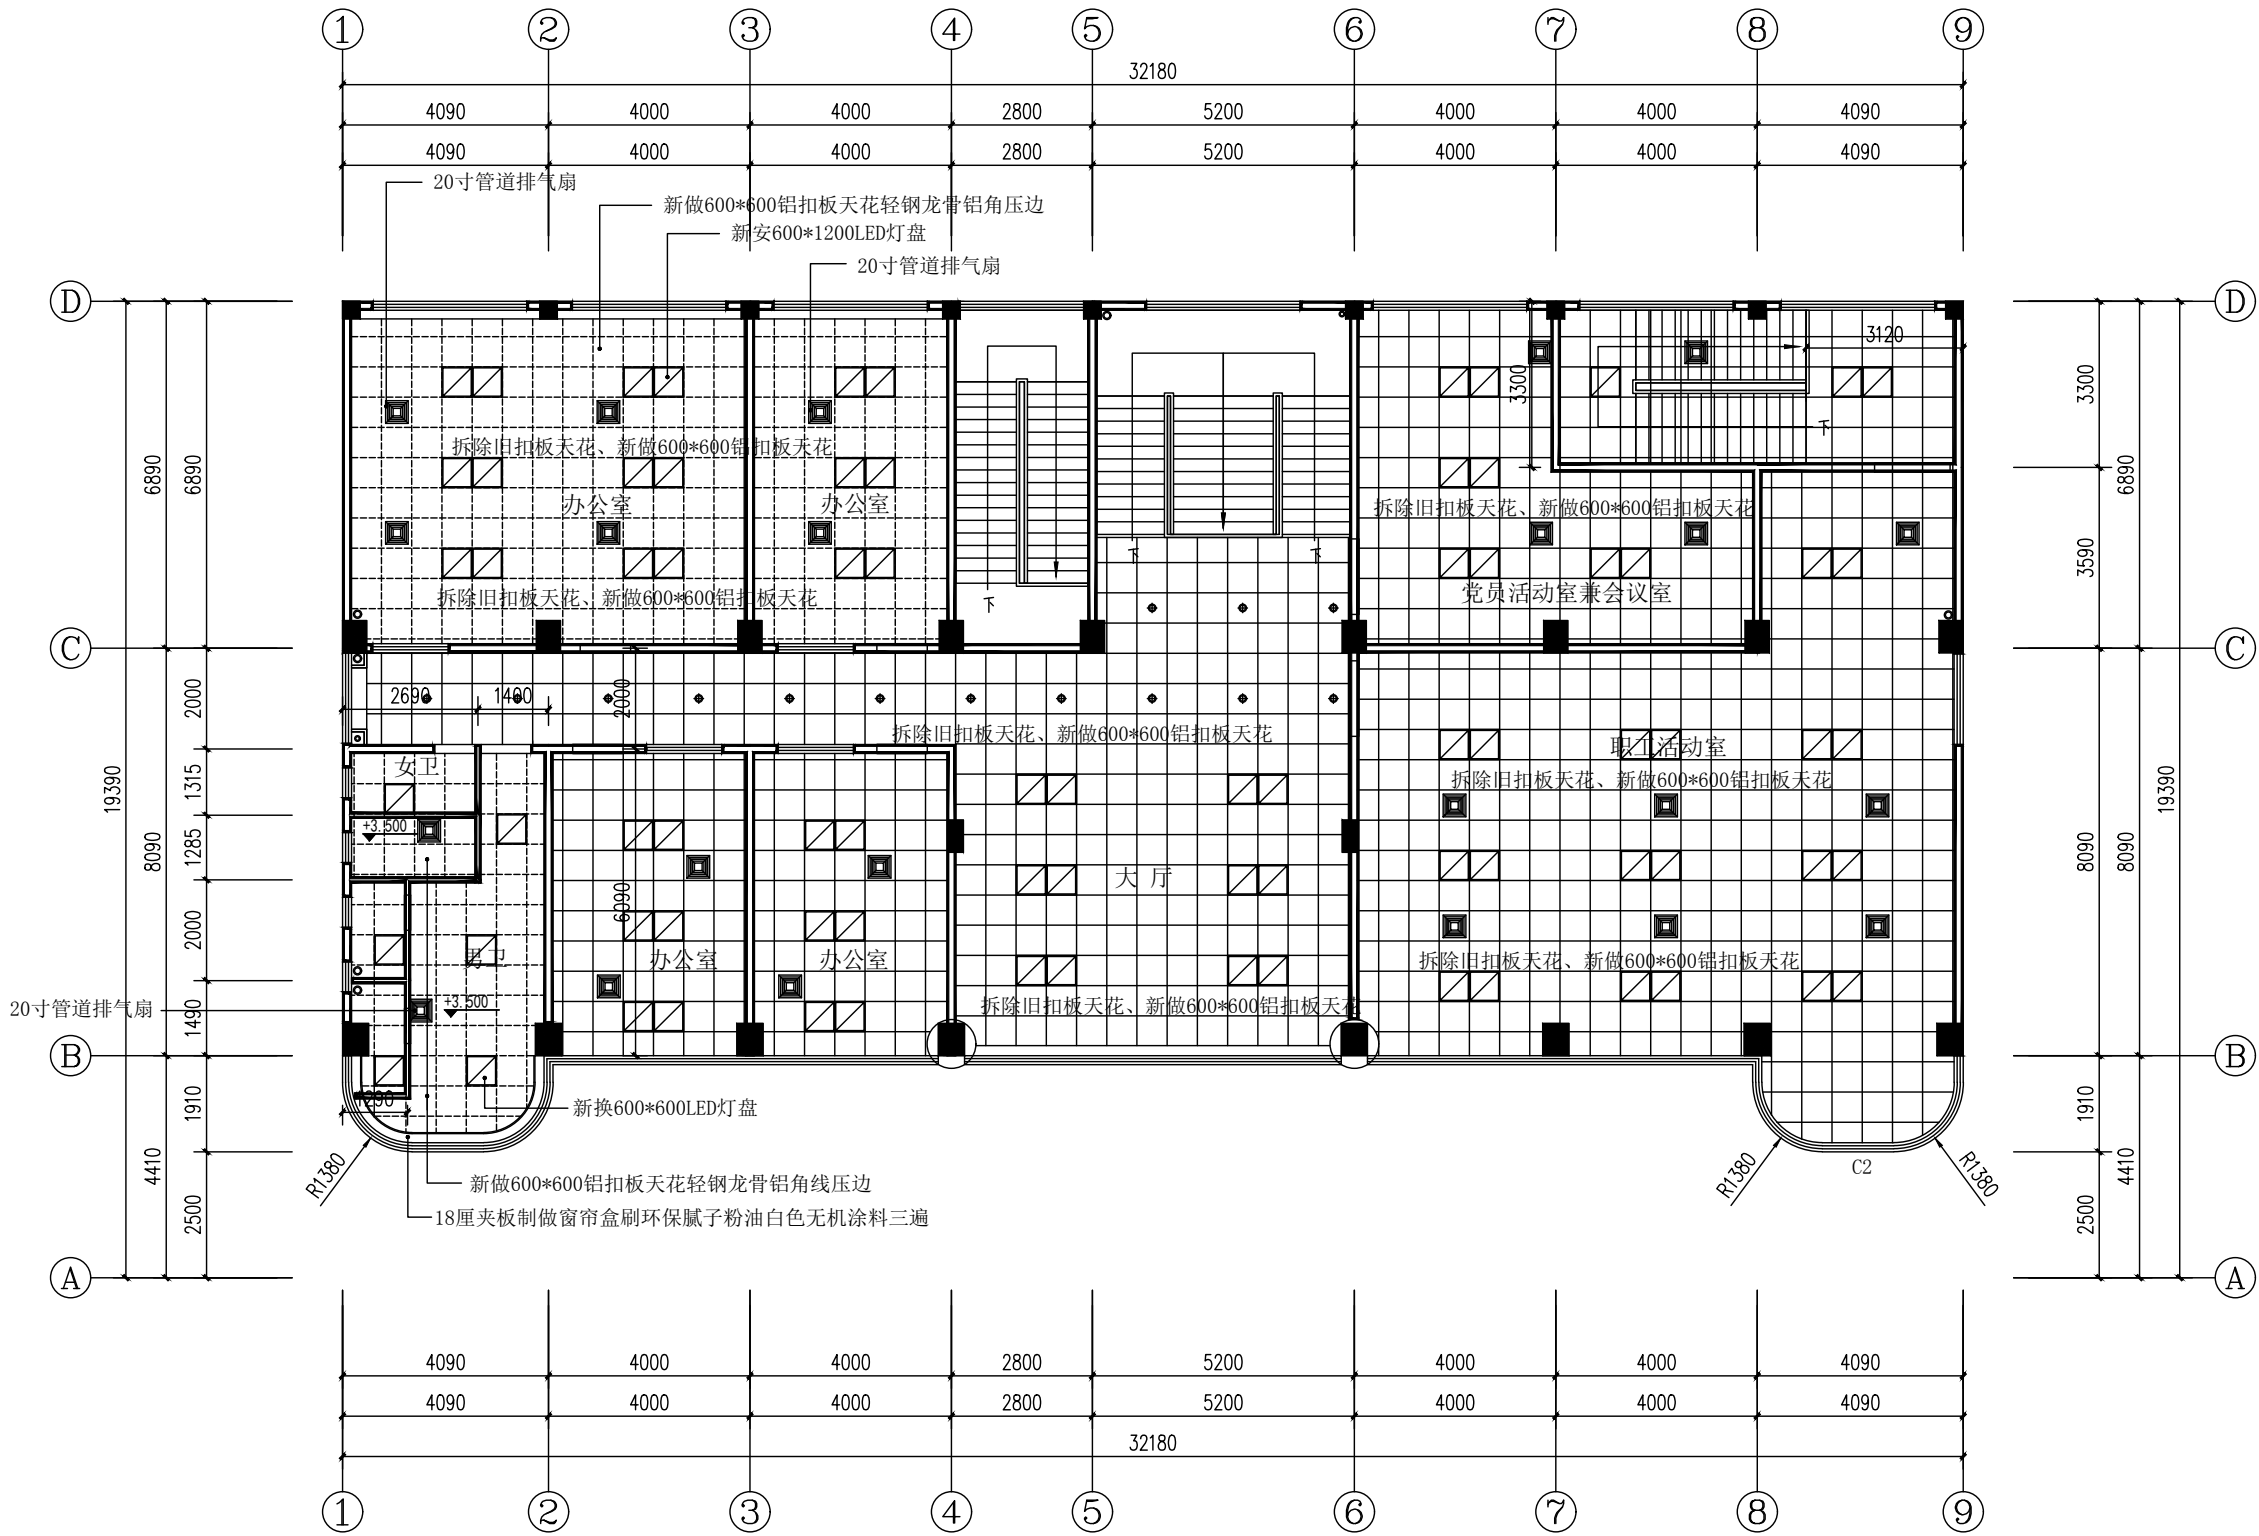 1 2 3 4 5 6 7 8 9
32180
4090 4000 4000 2800 5200 4000 4000 4090
4090 4000 4000 2800 5200 4000 4000 4090
20寸管道排气扇
新做600*600铝扣板天花轻钢龙骨铝角压边
新安600*1200LED灯盘
20寸管道排气扇
D D
3120
3300
3300
拆除旧扣板天花、新做600*600铝扣板天花
6890 6890 6890
办公室 办公室
拆除旧扣板天花、新做600*600铝扣板天花
下 下
下
3590
党员活动室兼会议室
拆除旧扣板天花、新做600*600铝扣板天花
下
C C
2690 1400 2000
2000
拆除旧扣板天花、新做600*600铝扣板天花
职工活动室
女卫
拆除旧扣板天花、新做600*600铝扣板天花
19390 1315 19390
+3.500
8090 1285 8090 8090
大 厅
6090
2000
男卫 办公室 办公室
拆除旧扣板天花、新做600*600铝扣板天花
+3.500
拆除旧扣板天花、新做600*600铝扣板天花
20寸管道排气扇
1490
B B
1290
新换600*600LED灯盘
1910 1910
R1380 R1380 R1380
C2
4410 4410
新做600*600铝扣板天花轻钢龙骨铝角线压边
18厘夹板制做窗帘盒刷环保腻子粉油白色无机涂料三遍
2500 2500
A A
4090 4000 4000 2800 5200 4000 4000 4090
4090 4000 4000 2800 5200 4000 4000 4090
32180
1 2 3 4 5 6 7 8 9